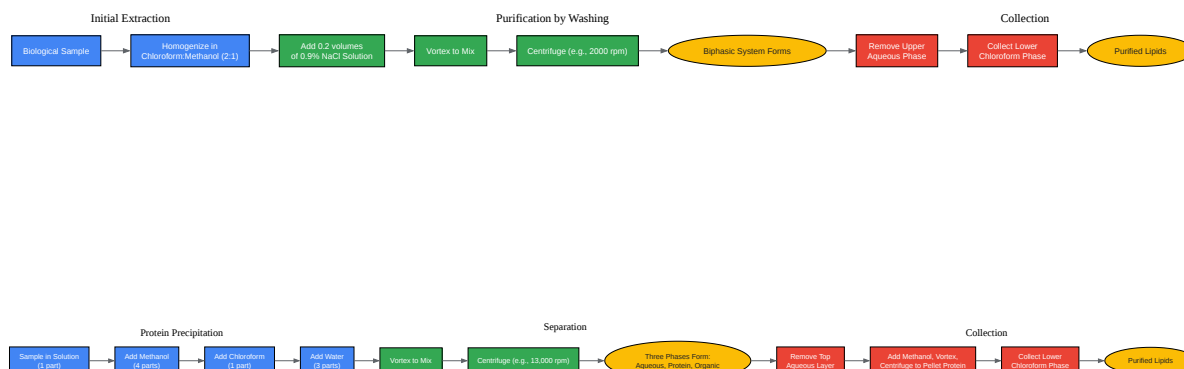 Initial Extraction
Purification by Washing
Collection
Biological Sample
Homogenize in
Chloroform:Methanol (2:1)
Add 0.2 volumes
of 0.9% NaCl Solution
Vortex to Mix
Centrifuge (e.g., 2000 rpm)
Biphasic System Forms
Remove Upper
Aqueous Phase
Collect Lower
Chloroform Phase
Purified Lipids
Protein Precipitation
Separation
Collection
Sample in Solution
(1 part)
Add Methanol
(4 parts)
Add Chloroform
(1 part)
Add Water
(3 parts)
Vortex to Mix
Centrifuge (e.g., 13,000 rpm)
Three Phases Form:
Aqueous, Protein, Organic
Remove Top
Aqueous Layer
Add Methanol, Vortex,
Centrifuge to Pellet Protein
Collect Lower
Chloroform Phase
Purified Lipids